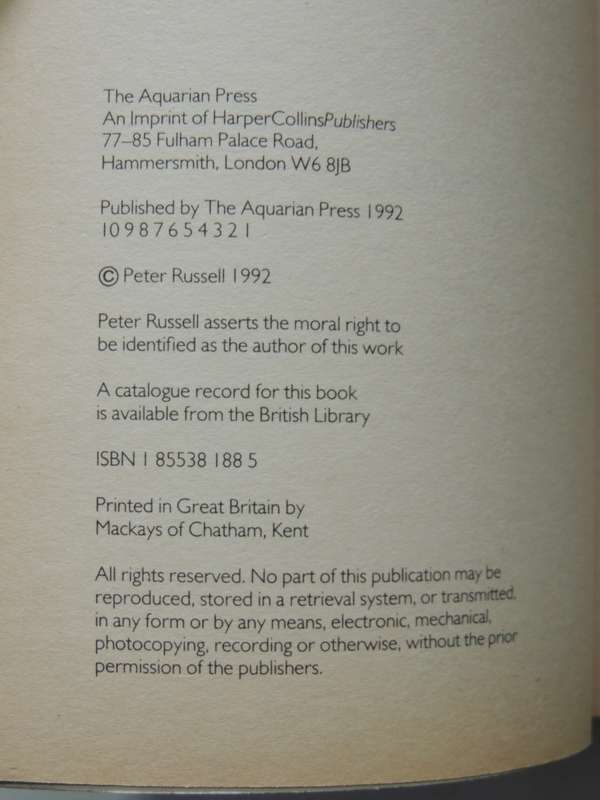 The Aquarian Press
An Imprint of HarperCollinsPublishers
77–85 Fulham Palace Road,
Hammersmith, London W6 8JB
Published by The Aquarian Press 1992
10 9 8 7 6 5 4 3 2 1
© Peter Russell 1992
Peter Russell asserts the moral right to
be identified as the author of this work
A catalogue record for this book
is available from the British Library
ISBN 1 85538 188 5
Printed in Great Britain by
Mackays of Chatham, Kent
All rights reserved. No part of this publication may be
reproduced, stored in a retrieval system, or transmitted,
in any form or by any means, electronic, mechanical,
photocopying, recording or otherwise, without the prior
permission of the publishers.